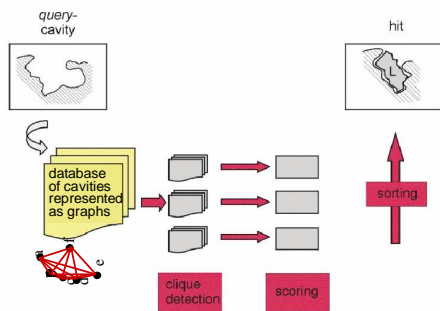 query-
cavity
hit
L
database
of cavities
represented
as graphs
sorting
clique
detection
scoring